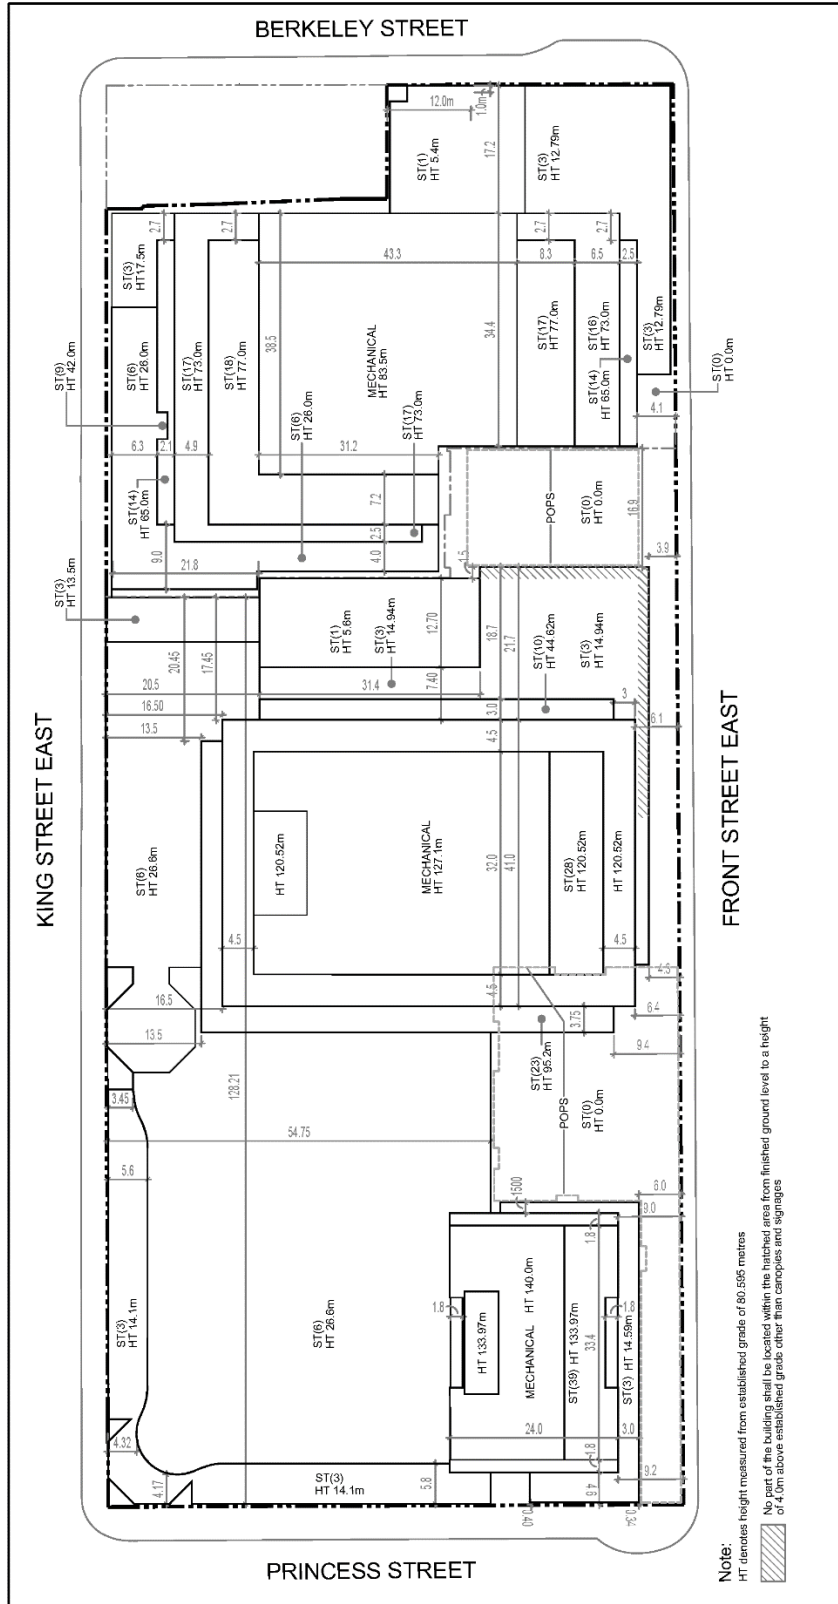 BERKELEY STREET
12.0m
1.0m
17.2
ST(1)
HT 5.4m
ST(3)
HT 12.79m
2.7
2.7
2.7
2.7
ST(3)
HT17.5m
43.3
8.3
6.5
2.5
ST(9)
HT 42.0m
ST(6)
HT 26.0m
ST(17)
HT 73.0m
ST(18)
HT 77.0m
38.5
MECHANICAL
HT 83.5m
34.4
ST(17)
HT 77.0m
ST(16)
HT 73.0m
ST(14)
HT 65.0m
ST(3)
HT 12.79m
ST(0)
HT 0.0m
ST(6)
HT 26.0m
ST(17)
HT 73.0m
4.1
6.3
2.1
4.9
31.2
ST(14)
HT 65.0m
7.2
POPS
ST(0)
HT 0.0m
16.9
9.0
2.5
4.0
1.5
3.9
21.8
ST(3)
HT 13.5m
20.45
17.45
ST(1)
HT 5.6m
ST(3)
HT 14.94m
12.70
7.40
18.7
21.7
ST(10)
HT 44.62m
ST(3)
HT 14.94m
20.5
31.4
16.50
3.0
3
6.1
13.5
4.5
KING STREET EAST
FRONT STREET EAST
ST(6)
HT 26.6m
HT 120.52m
MECHANICAL
HT 127.1m
32.0
41.0
ST(28)
HT 120.52m
HT 120.52m
4.5
4.5
4.5
4.3
16.5
6.4
13.5
3.75
9.4
ST(23)
HT 95.2m
3.45
128.21
54.75
POPS
ST(0)
HT 0.0m
5.6
1500
6.0
9.0
1.8
ST(3)
HT 14.1m
ST(6)
HT 26.6m
1.8
HT 133.97m
MECHANICAL HT 140.0m
ST(39) HT 133.97m
1.8
33.4
ST(3) HT 14.59m
4.32
24.0
3.0
1.8
4.17
ST(3)
HT 14.1m
5.8
9.2
4.6
0.40
0.34
PRINCESS STREET
Note:
HT denotes height measured from established grade of 80.595 metres
No part of the building shall be located within the hatched area from finished ground level to a height
of 4.0m above established grade other than canopies and signages